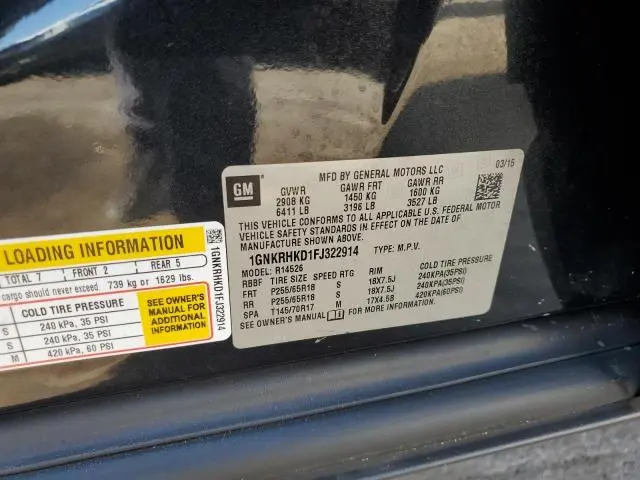 MFD BY GENERAL MOTORS LLC 03/15
GM
GVWR GAWR FRT GAWR RR
2908 KG 1450 KG 1600 KG
6411 LB 3196 LB 3527 LB
THIS VEHICLE CONFORMS TO ALL APPLICABLE U.S. FEDERAL MOTOR
VEHICLE SAFETY STANDARDS IN EFFECT ON THE DATE OF
MANUFACTURE SHOWN ABOVE.
1GNKRHKD1FJ322914 TYPE: M.P.V.
MODEL: R14526
RBBF TIRE SIZE SPEED RTG RIM COLD TIRE PRESSURE
FRT P255/65R18 S 18X7.5J 240KPA(35PSI)
RR P255/65R18 S 18X7.5J 240KPA(35PSI)
SPA T145/70R17 M 17X4.5B 420KPA(60PSI)
SEE OWNER'S MANUAL FOR MORE INFORMATION.
LOADING INFORMATION
TOTAL 7 FRONT 2 REAR 5
cargo should never exceed 739 kg or 1629 lbs.
COLD TIRE PRESSURE
S 240 kPa, 35 PSI
S 240 kPa, 35 PSI
M 420 kPa, 60 PSI
SEE OWNER'S
MANUAL FOR
ADDITIONAL
INFORMATION
1GNKRHKD1FJ322914